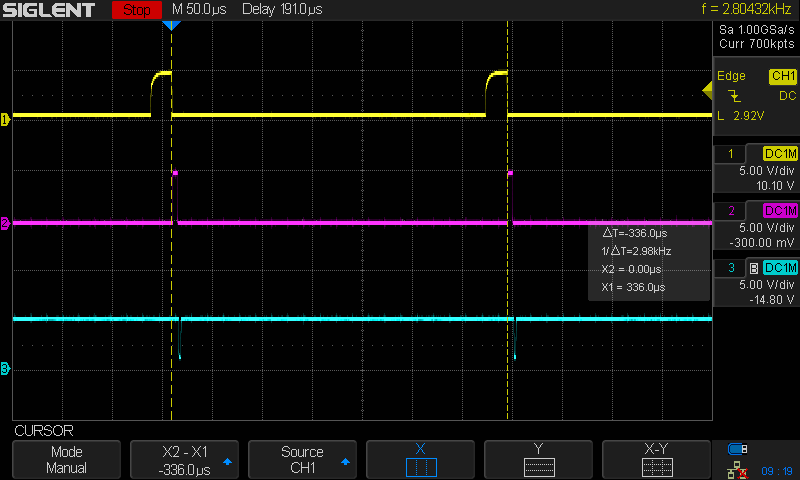 SIGLENT Stop M 50.0µs Delay 191.0µs f = 2.80432kHz
Sa 1.00GSa/s
Curr 700kpts
Edge CH1
DC
L 2.92V
1 DC1M
5.00 V/div
10.10 V
2 DC1M
5.00 V/div
-300.00 mV
3 B DC1M
5.00 V/div
-14.80 V
1
2
3
△T=-336.0µs
1/△T=2.98kHz
X2 = 0.00µs
X1 = 336.0µs
CURSOR
Mode
Manual
X2 - X1
-336.0µs
Source
CH1
X
Y
X-Y
09:19